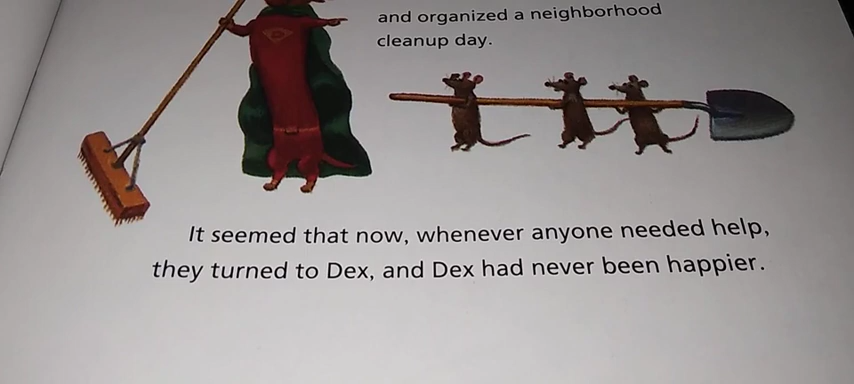 and organized a neighborhood
cleanup day.
It seemed that now, whenever anyone needed help,
they turned to Dex, and Dex had never been happier.